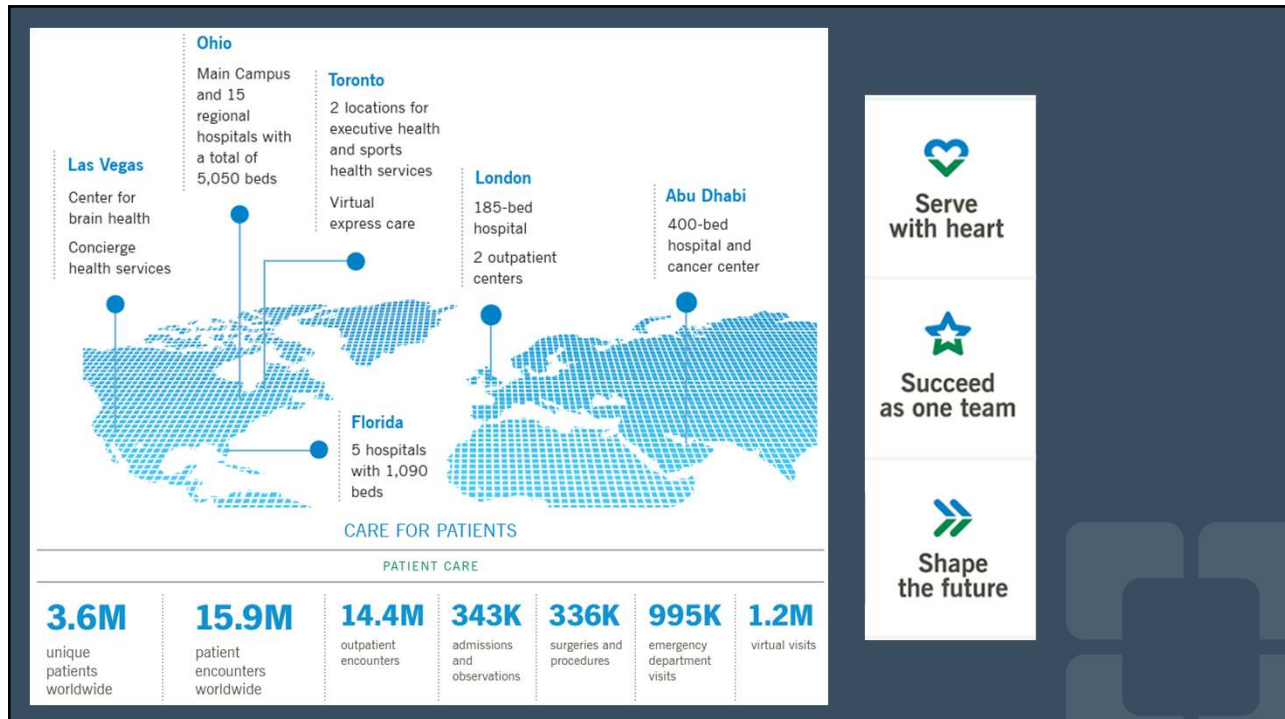 Ohio
Main Campus
and 15
regional
hospitals with
a total of
5,050 beds
Toronto
2 locations for
executive health
and sports
health services
Virtual
express care
Las Vegas
Center for
brain health
Concierge
health services
London
185-bed
hospital
2 outpatient
centers
Abu Dhabi
400-bed
hospital and
cancer center
Florida
5 hospitals
with 1,090
beds
CARE FOR PATIENTS
PATIENT CARE
3.6M
unique
patients
worldwide
15.9M
patient
encounters
worldwide
14.4M
outpatient
encounters
343K
admissions
and
observations
336K
surgeries and
procedures
995K
emergency
department
visits
1.2M
virtual visits
Serve
with heart
Succeed
as one team
Shape
the future